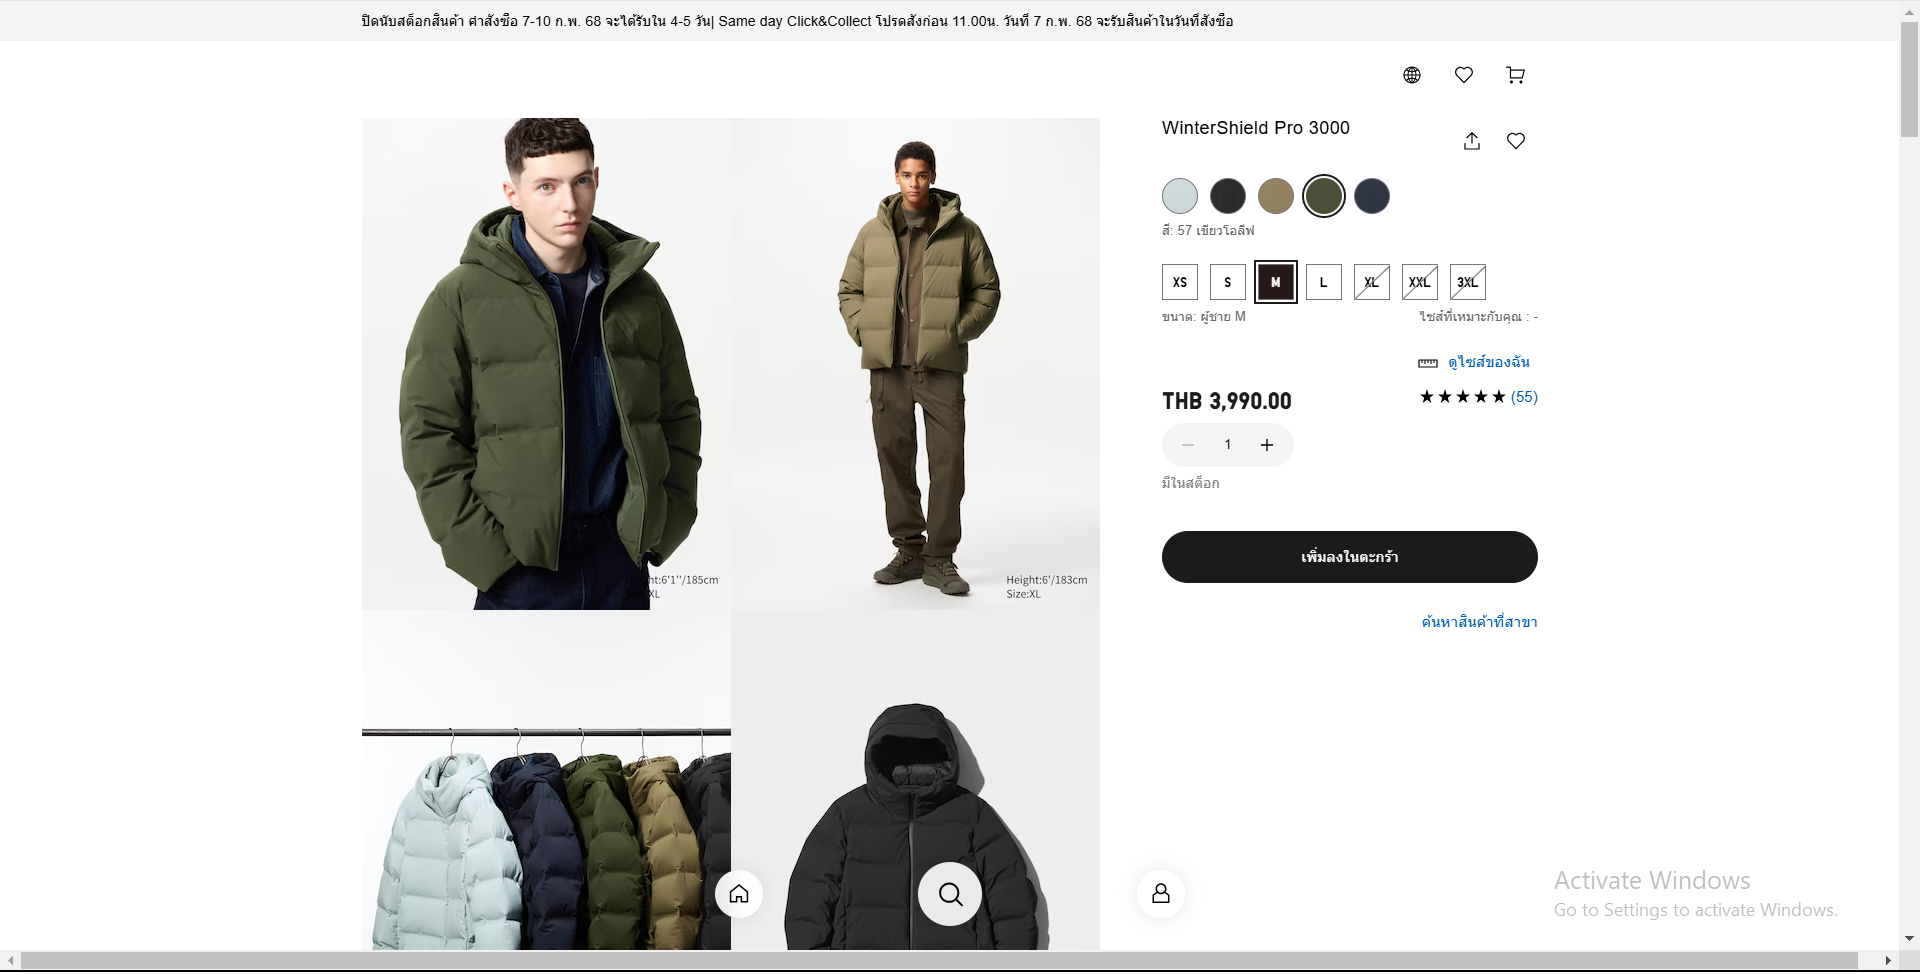 ปิดนับสต็อกสินค้า คำสั่งซื้อ 7-10 ก.พ. 68 จะได้รับใน 4-5 วัน| Same day Click&Collect โปรดสั่งก่อน 11.00น. วันที่ 7 ก.พ. 68 จะรับสินค้าในวันที่สั่งซื้อ
WinterShield Pro 3000
สี: 57 เขียวโอลีฟ
XS S M L XL XXL 3XL
ขนาด: ผู้ชาย M
ไซส์ที่เหมาะกับคุณ : -
ดูไซส์ของฉัน
THB 3,990.00
(55)
1
มีในสต็อก
เพิ่มลงในตะกร้า
ค้นหาสินค้าที่สาขา
Height:6'1''/185cm
Size:XL
Height:6'/183cm
Size:XL
Activate Windows
Go to Settings to activate Windows.